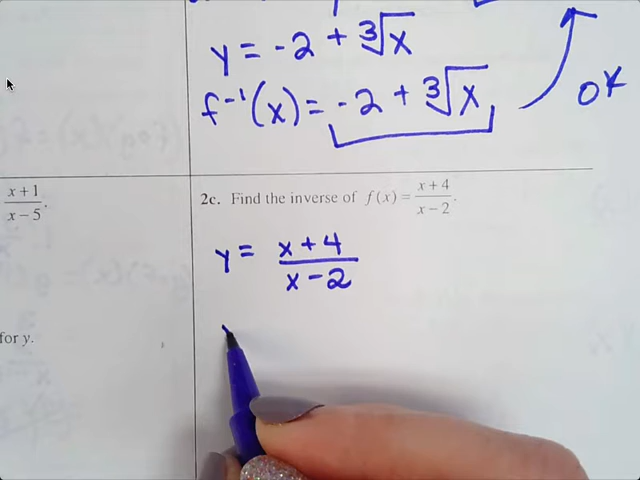 y = -2 + ∛x
f⁻¹(x) = -2 + ∛x
OK
x + 1
x − 5 .
2c. Find the inverse of f(x) = x + 4 / x − 2 .
y = x + 4 / x − 2
for y.